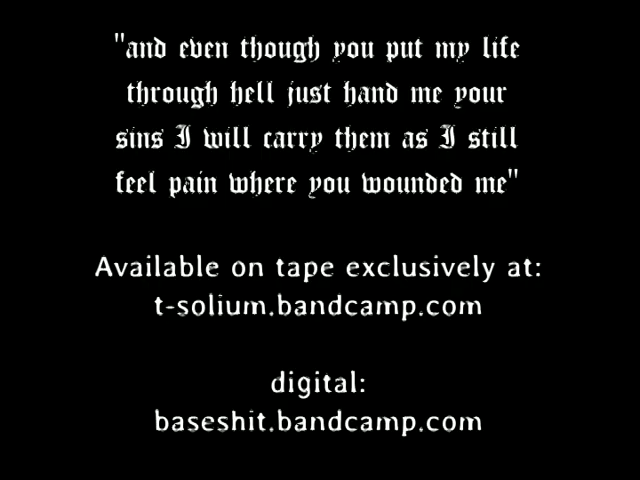 "and even though you put my life
through hell just hand me your
sins I will carry them as I still
feel pain where you wounded me"
Available on tape exclusively at:
t-solium.bandcamp.com
digital:
baseshit.bandcamp.com